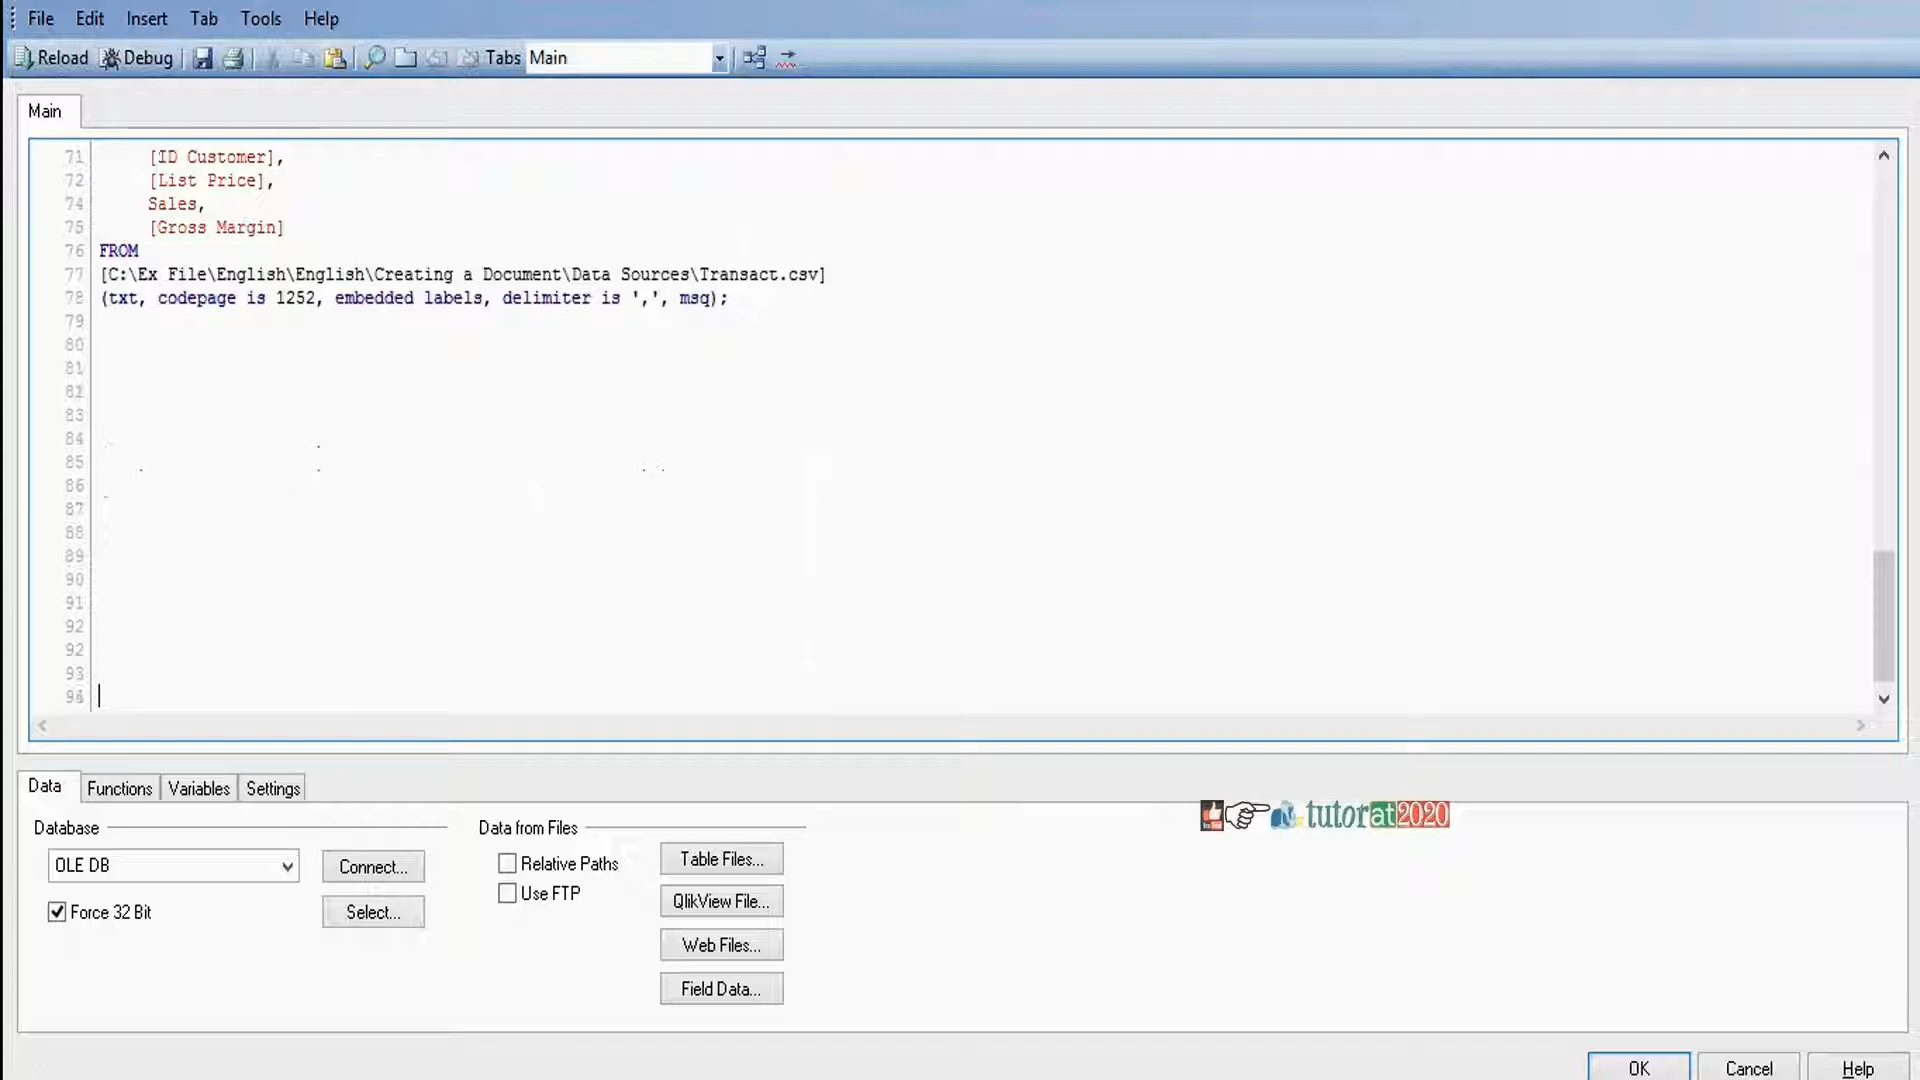 File Edit Insert Tab Tools Help
Reload Debug Tabs Main
Main
71 [ID Customer],
72 [List Price],
74 Sales,
75 [Gross Margin]
76 FROM
77 [C:\Ex File\English\English\Creating a Document\Data Sources\Transact.csv]
78 (txt, codepage is 1252, embedded labels, delimiter is ',', msq);
79
80
81
82
83
84
85
86
87
88
89
90
91
92
92
93
94
Data Functions Variables Settings
tutorat2020
Database Data from Files
OLE DB Connect... Relative Paths Table Files...
Use FTP QlikView File...
Force 32 Bit Select...
Web Files...
Field Data...
OK Cancel Help